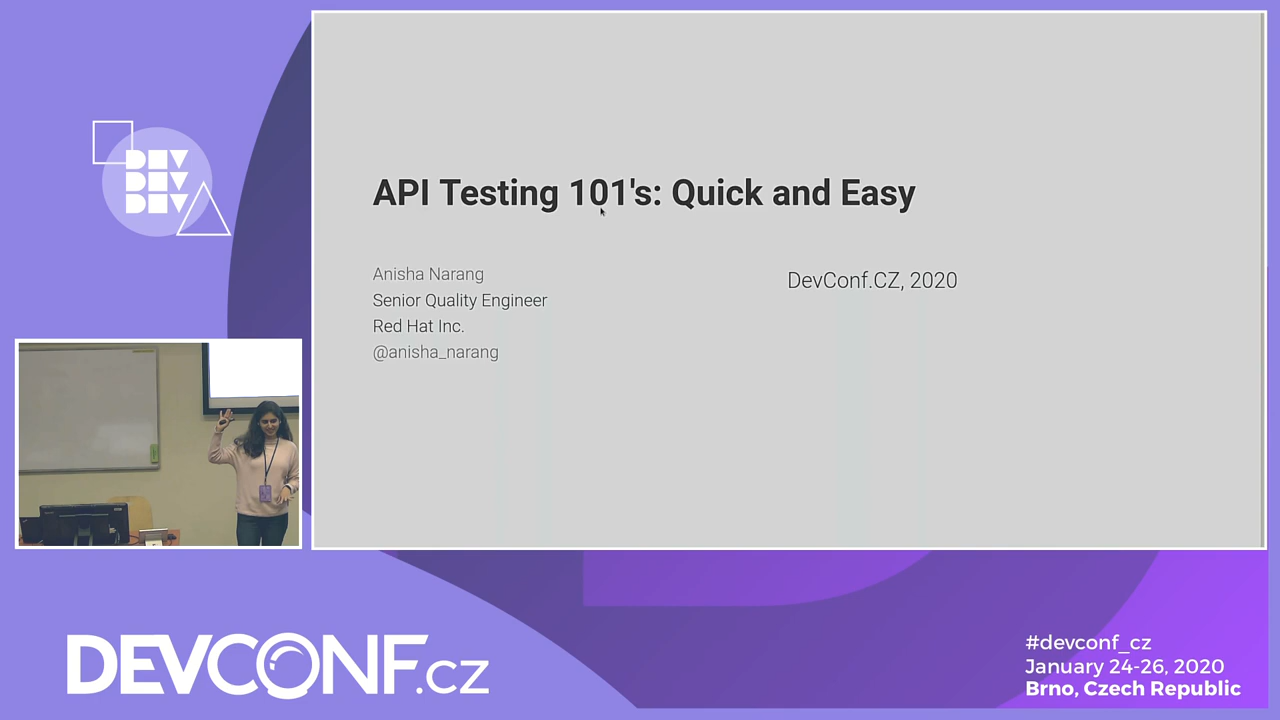 DEV
DEV
DEV
API Testing 101's: Quick and Easy
Anisha Narang
Senior Quality Engineer
Red Hat Inc.
@anisha_narang
DevConf.CZ, 2020
DEVCONF.CZ
#devconf_cz
January 24-26, 2020
Brno, Czech Republic